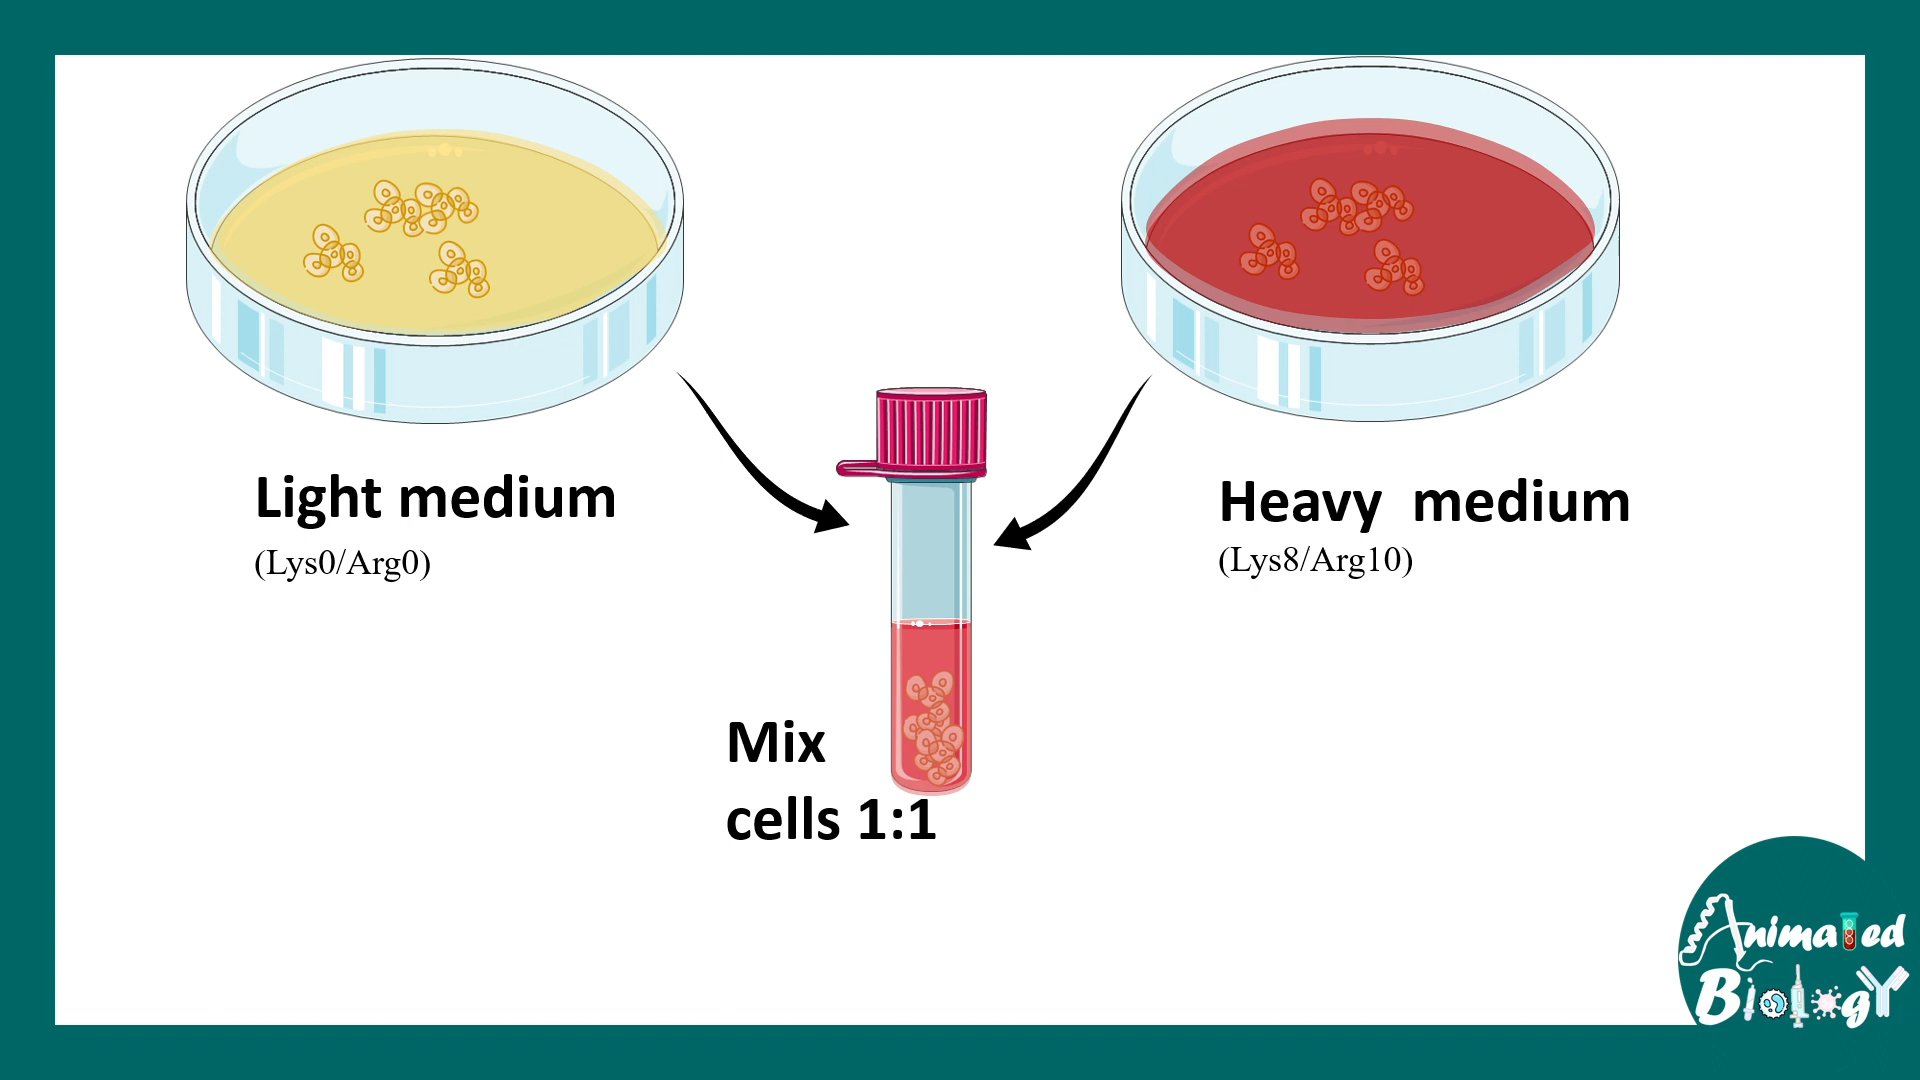 Light medium
(Lys0/Arg0)
Heavy  medium
(Lys8/Arg10)
Mix
cells 1:1
Animated
Biology